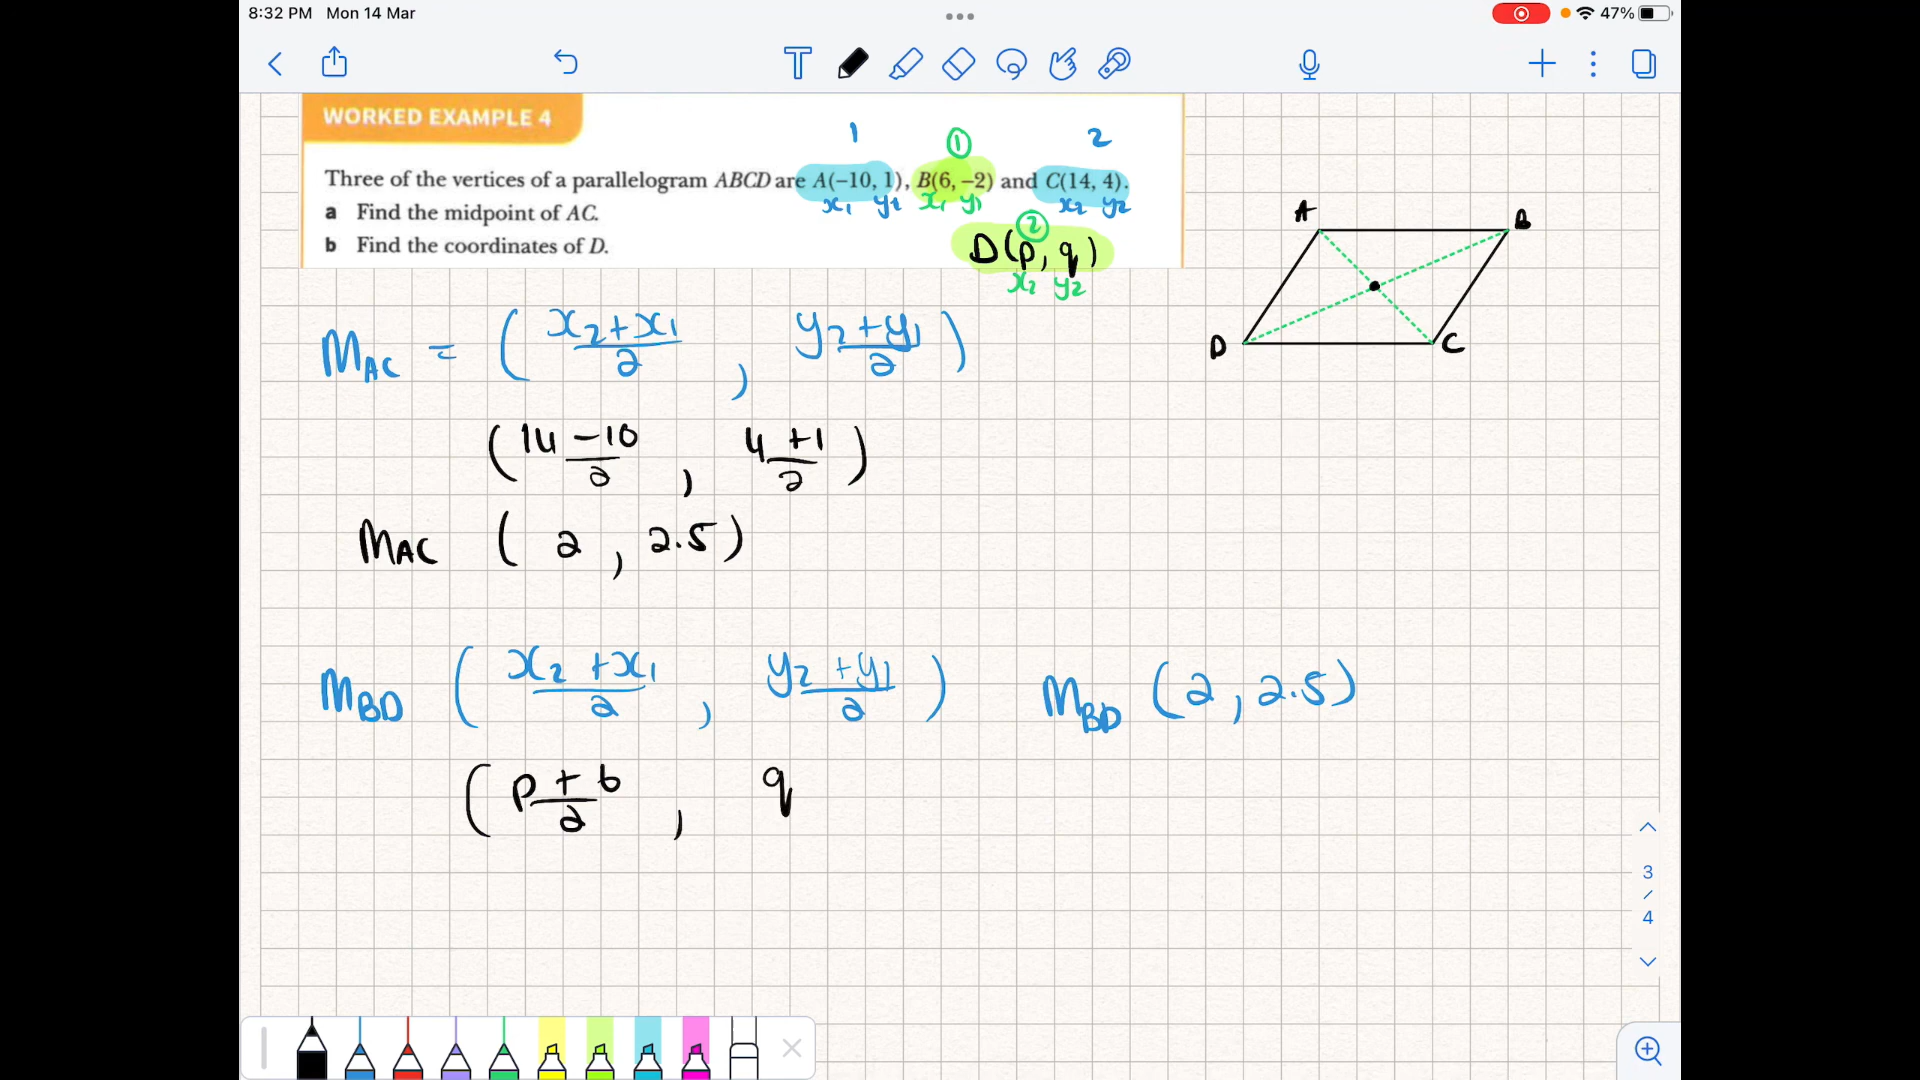 8:32 PM Mon 14 Mar
47%
WORKED EXAMPLE 4
1 ① 2
Three of the vertices of a parallelogram ABCD are A(−10, 1), B(6, −2) and C(14, 4).
x₁ y₁ x₁ y₁ x₂ y₂
a Find the midpoint of AC.
②
b Find the coordinates of D.
D(p, q)
x₂ y₂
A B
D C
M_AC = ( (x₂+x₁)/2 , (y₂+y₁)/2 )
( (14−10)/2 , (4+1)/2 )
M_AC ( 2 , 2.5 )
M_BD ( (x₂+x₁)/2 , (y₂+y₁)/2 ) M_BD ( 2 , 2.5 )
( (p+6)/2 , q
3
/
4